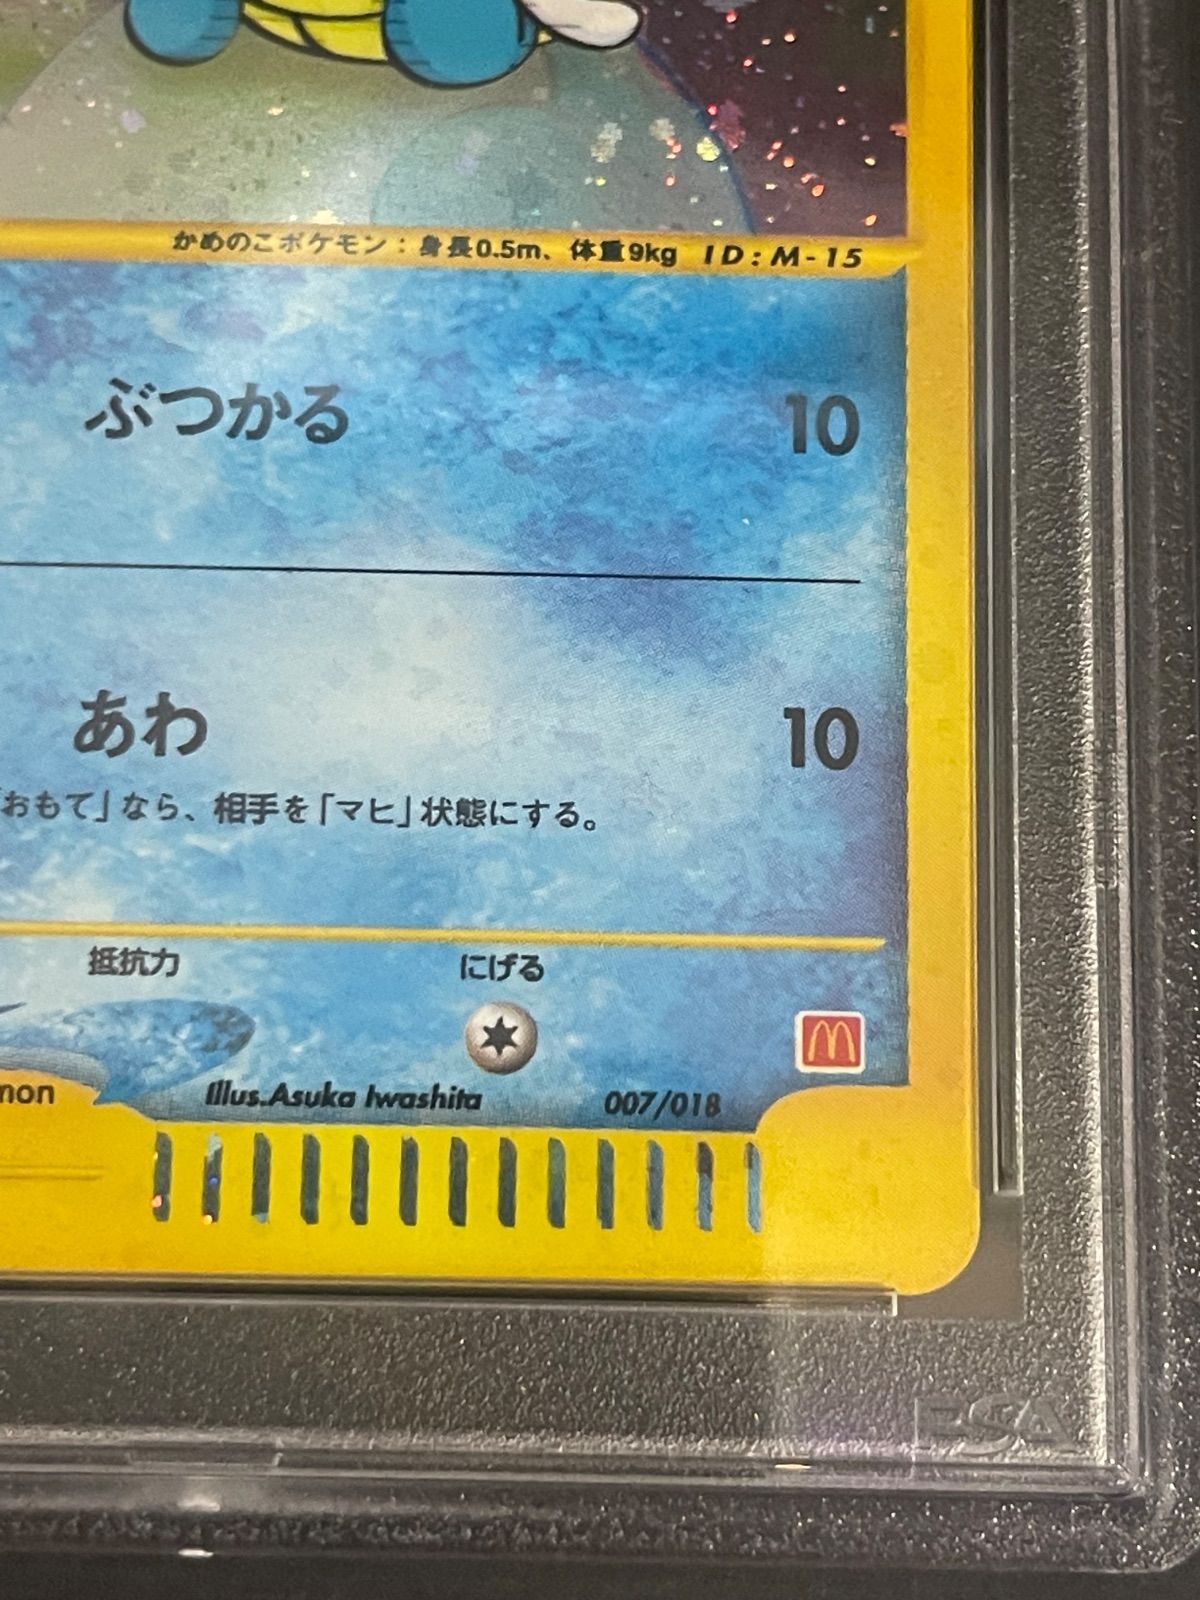 かめのこポケモン：身長0.5m、体重9kg ID:M-15
ぶつかる 10
あわ 10
「おもて」なら、相手を「マヒ」状態にする。
抵抗力 にげる
mon Illus.Asuka Iwashita 007/018
PSA